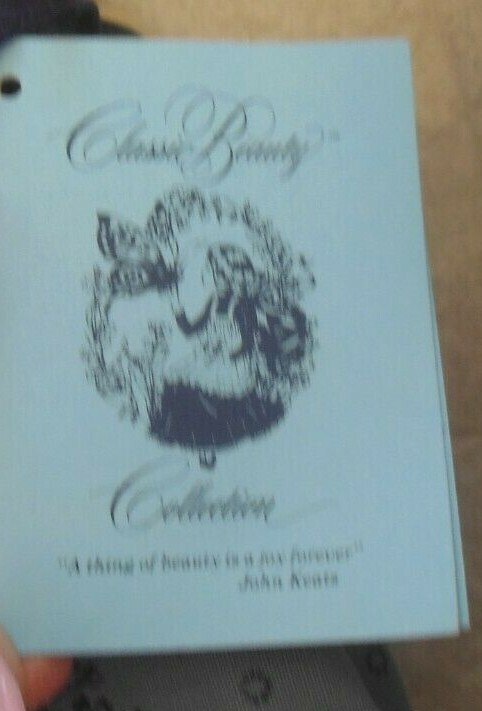 Classic Beauty
Collection
"A thing of beauty is a joy forever"
John Keats